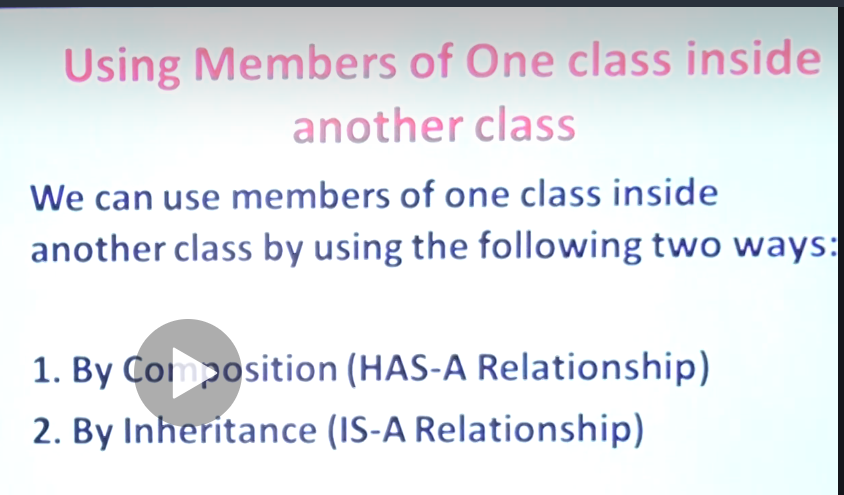 Using Members of One class inside
another class
We can use members of one class inside
another class by using the following two ways:
1. By Composition (HAS-A Relationship)
2. By Inheritance (IS-A Relationship)